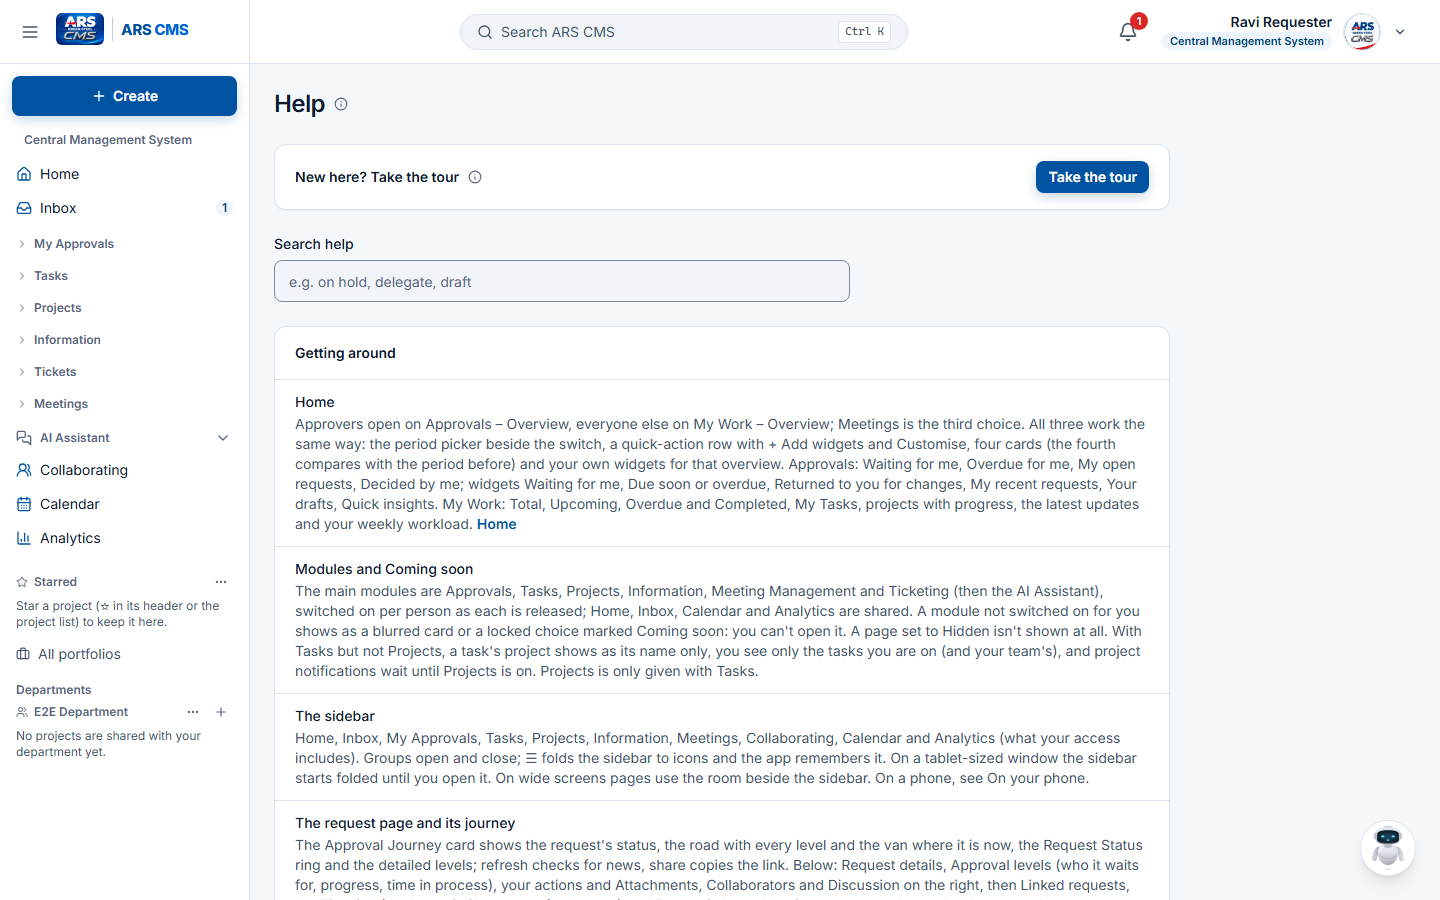 ARS CMS
Search ARS CMS
Ctrl K
1
Ravi Requester
Central Management System
Create
Central Management System
Home
Inbox
1
My Approvals
Tasks
Projects
Information
Tickets
Meetings
AI Assistant
Collaborating
Calendar
Analytics
Starred
Star a project (☆ in its header or the
project list) to keep it here.
All portfolios
Departments
E2E Department
No projects are shared with your
department yet.
Help
New here? Take the tour
Take the tour
Search help
e.g. on hold, delegate, draft
Getting around
Home
Approvers open on Approvals – Overview, everyone else on My Work – Overview; Meetings is the third choice. All three work the
same way: the period picker beside the switch, a quick-action row with + Add widgets and Customise, four cards (the fourth
compares with the period before) and your own widgets for that overview. Approvals: Waiting for me, Overdue for me, My open
requests, Decided by me; widgets Waiting for me, Due soon or overdue, Returned to you for changes, My recent requests, Your
drafts, Quick insights. My Work: Total, Upcoming, Overdue and Completed, My Tasks, projects with progress, the latest updates
and your weekly workload. Home
Modules and Coming soon
The main modules are Approvals, Tasks, Projects, Information, Meeting Management and Ticketing (then the AI Assistant),
switched on per person as each is released; Home, Inbox, Calendar and Analytics are shared. A module not switched on for you
shows as a blurred card or a locked choice marked Coming soon: you can't open it. A page set to Hidden isn't shown at all. With
Tasks but not Projects, a task's project shows as its name only, you see only the tasks you are on (and your team's), and project
notifications wait until Projects is on. Projects is only given with Tasks.
The sidebar
Home, Inbox, My Approvals, Tasks, Projects, Information, Meetings, Collaborating, Calendar and Analytics (what your access
includes). Groups open and close; ☰ folds the sidebar to icons and the app remembers it. On a tablet-sized window the sidebar
starts folded until you open it. On wide screens pages use the room beside the sidebar. On a phone, see On your phone.
The request page and its journey
The Approval Journey card shows the request's status, the road with every level and the van where it is now, the Request Status
ring and the detailed levels; refresh checks for news, share copies the link. Below: Request details, Approval levels (who it waits
for, progress, time in process), your actions and Attachments, Collaborators and Discussion on the right, then Linked requests,